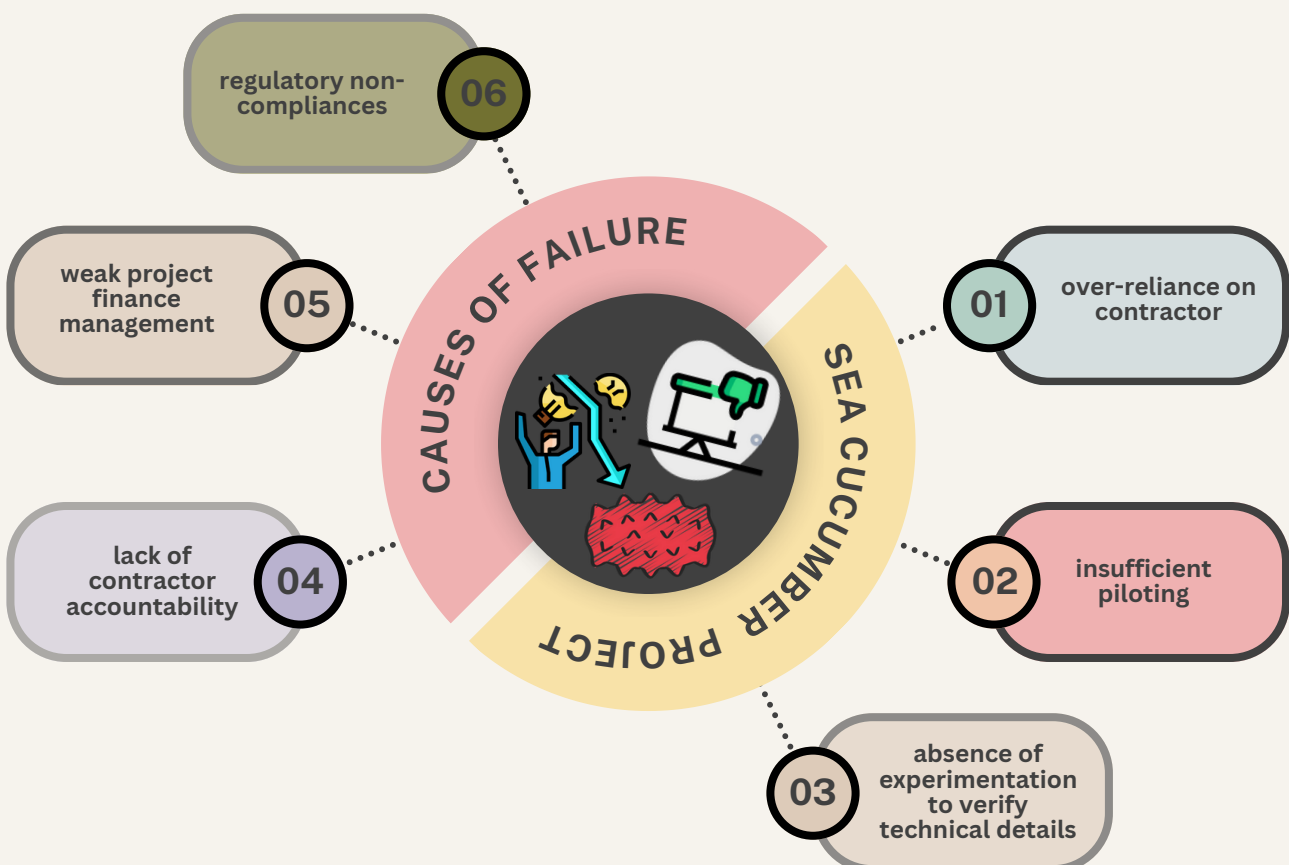 CAUSES OF FAILURE
SEA CUCUMBER PROJECT
01
over-reliance on
contractor
02
insufficient
piloting
03
absence of
experimentation
to verify
technical details
04
lack of
contractor
accountability
05
weak project
finance
management
06
regulatory non-
compliances